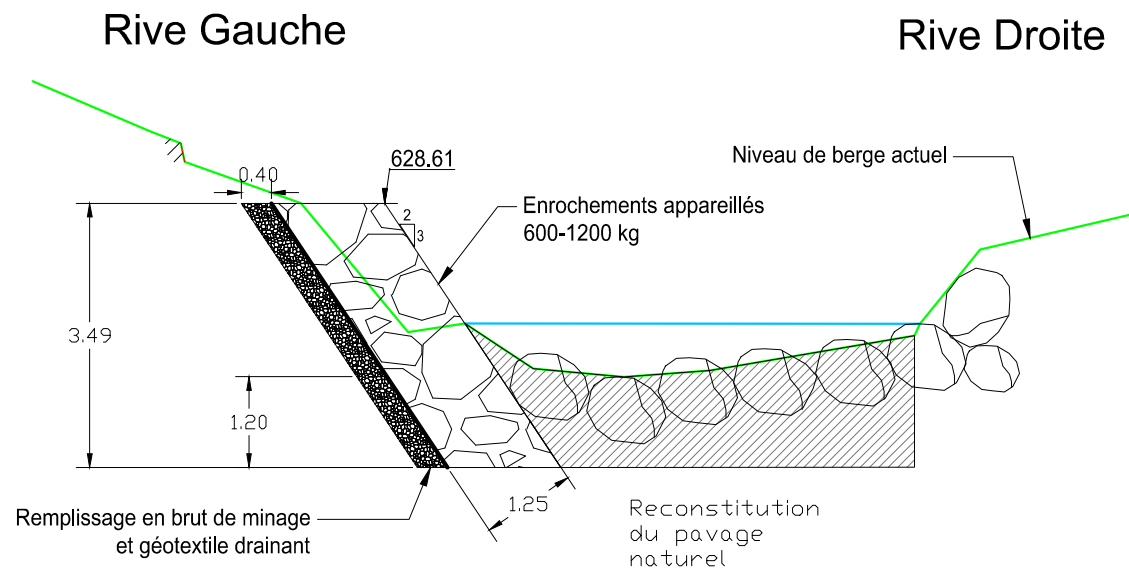 Rive Gauche
Rive Droite
628.61
Niveau de berge actuel
0.40
2
3
Enrochements appareillés
600-1200 kg
3.49
1.20
1.25
Remplissage en brut de minage
et géotextile drainant
Reconstitution
du pavage
naturel